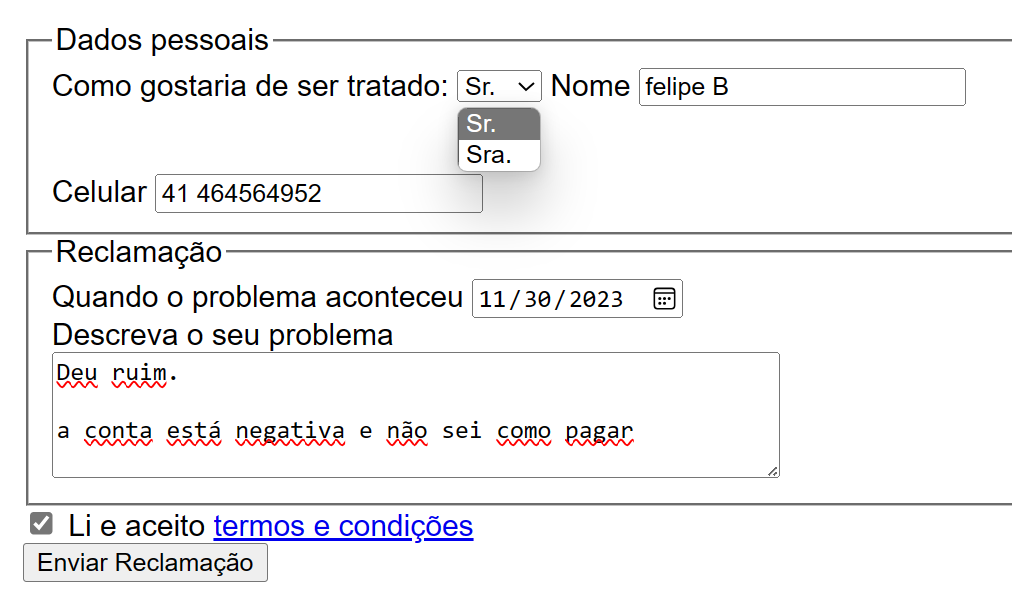 Dados pessoais
Como gostaria de ser tratado: Sr. Nome felipe B
Sr.
Sra.
Celular 41 464564952
Reclamação
Quando o problema aconteceu 11/30/2023
Descreva o seu problema
Deu ruim.
a conta está negativa e não sei como pagar
Li e aceito termos e condições
Enviar Reclamação